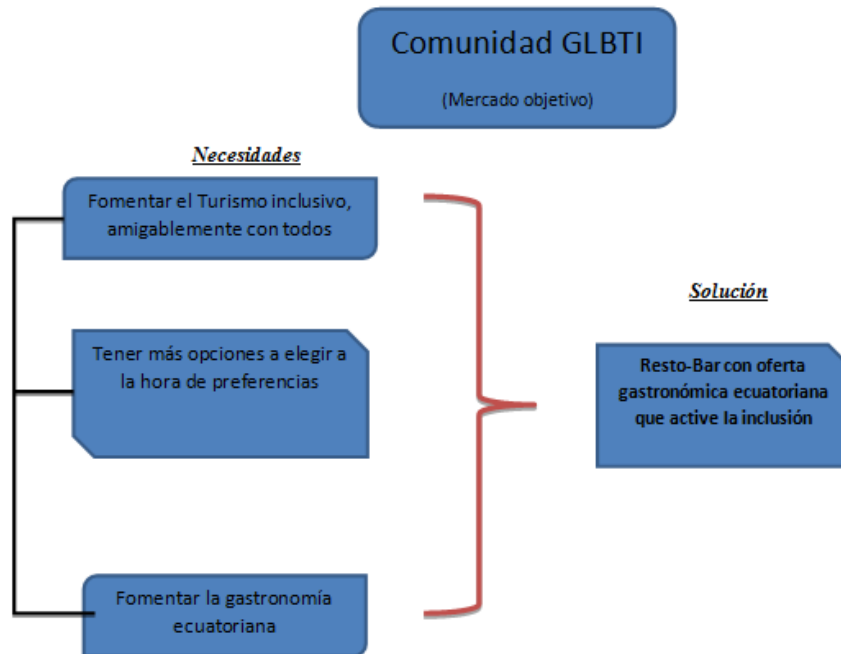 Comunidad GLBTI
(Mercado objetivo)
Necesidades
Fomentar el Turismo inclusivo,
amigablemente con todos
Tener más opciones a elegir a
la hora de preferencias
Fomentar la gastronomía
ecuatoriana
Solución
Resto-Bar con oferta
gastronómica ecuatoriana
que active la inclusión